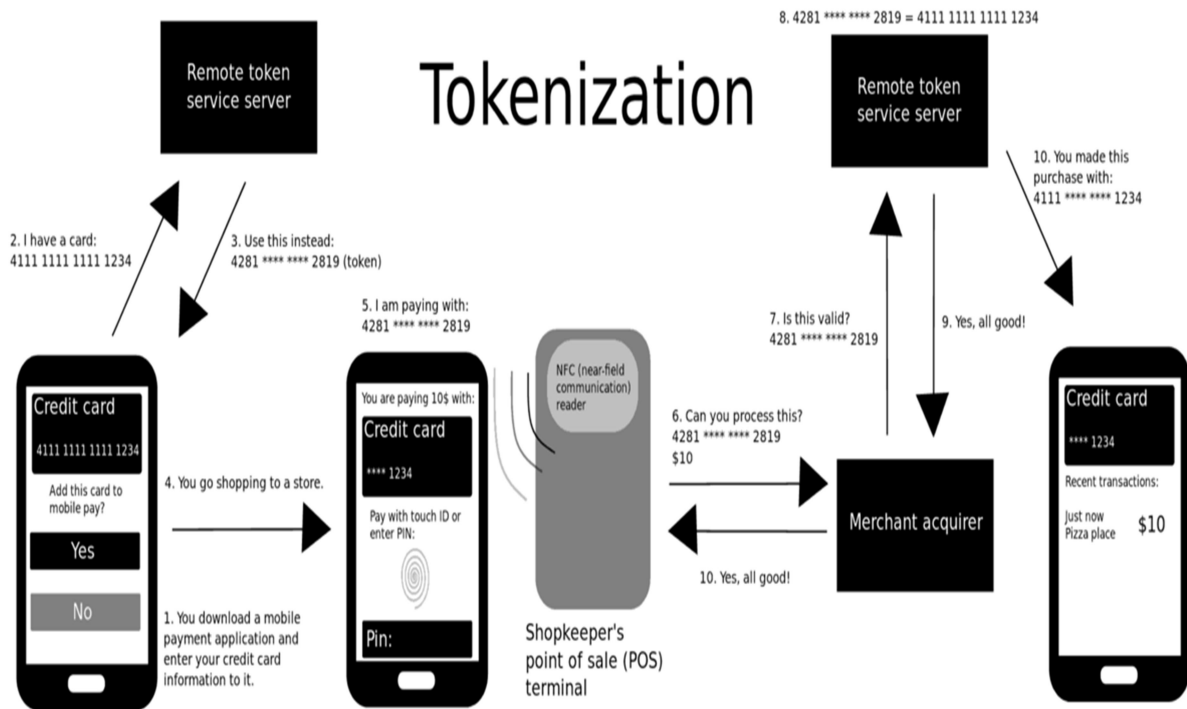 Tokenization
Remote token
service server
2. I have a card:
4111 1111 1111 1234
3. Use this instead:
4281 **** **** 2819 (token)
Credit card
4111 1111 1111 1234
Add this card to
mobile pay?
Yes
No
1. You download a mobile
payment application and
enter your credit card
information to it.
4. You go shopping to a store.
5. I am paying with:
4281 **** **** 2819
You are paying 10$ with:
Credit card
**** 1234
Pay with touch ID or
enter PIN:
Pin:
NFC (near-field
communication)
reader
Shopkeeper's
point of sale (POS)
terminal
6. Can you process this?
4281 **** **** 2819
$10
10. Yes, all good!
Merchant acquirer
7. Is this valid?
4281 **** **** 2819
8. 4281 **** **** 2819 = 4111 1111 1111 1234
Remote token
service server
9. Yes, all good!
10. You made this
purchase with:
4111 **** **** 1234
Credit card
**** 1234
Recent transactions:
Just now
Pizza place
$10